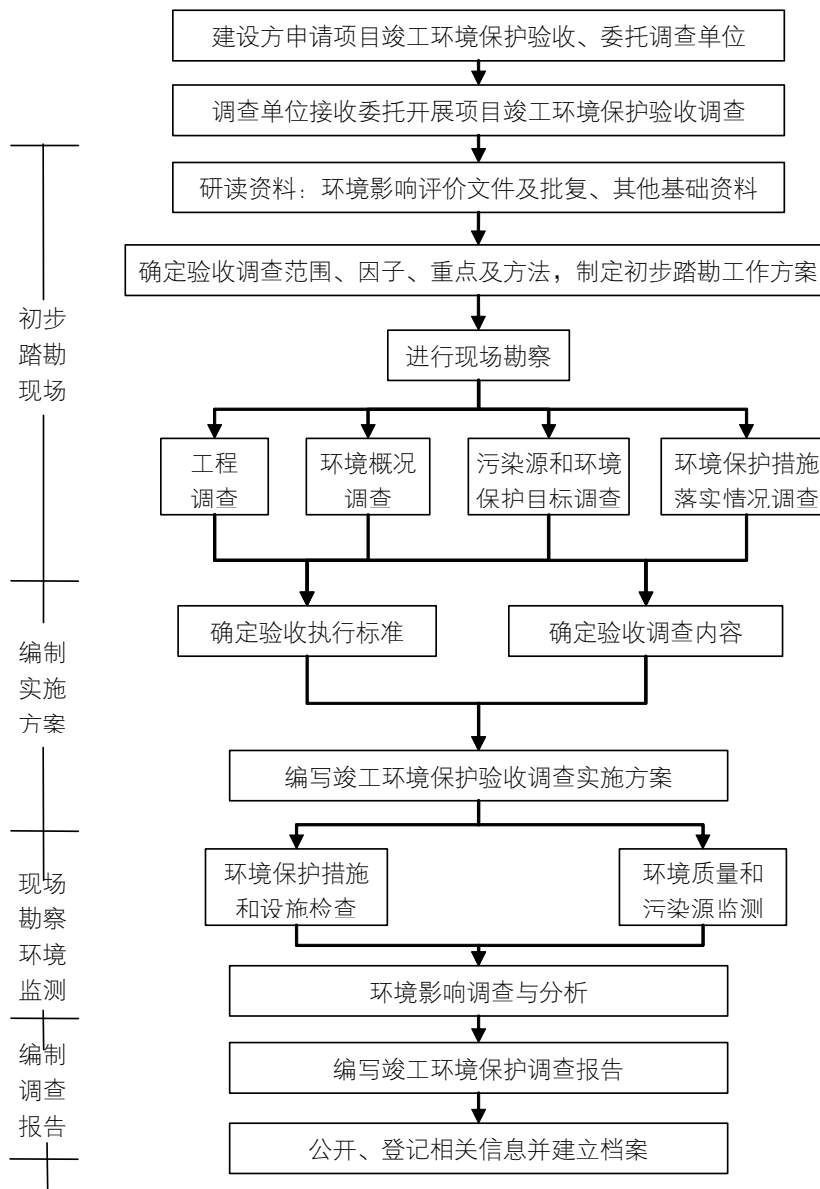 建设方申请项目竣工环境保护验收、委托调查单位
调查单位接收委托开展项目竣工环境保护验收调查
研读资料：环境影响评价文件及批复、其他基础资料
确定验收调查范围、因子、重点及方法，制定初步踏勘工作方案
初步
踏勘
现场
进行现场勘察
工程
调查
环境概况
调查
污染源和环境
保护目标调查
环境保护措施
落实情况调查
编制
实施
方案
确定验收执行标准
确定验收调查内容
编写竣工环境保护验收调查实施方案
现场
勘察
环境
监测
环境保护措施
和设施检查
环境质量和
污染源监测
环境影响调查与分析
编制
调查
报告
编写竣工环境保护调查报告
公开、登记相关信息并建立档案